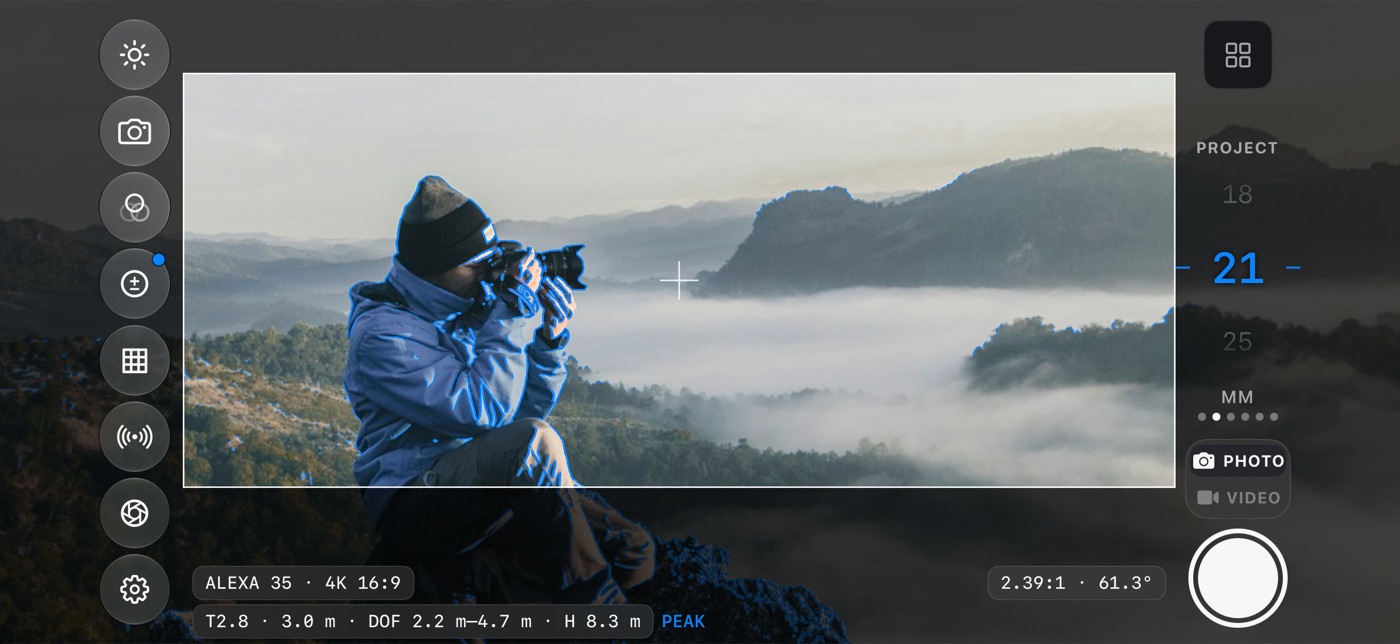 PROJECT
18
21
25
MM
PHOTO
VIDEO
ALEXA 35 · 4K 16:9
2.39:1 · 61.3°
T2.8 · 3.0 m · DOF 2.2 m—4.7 m · H 8.3 m PEAK